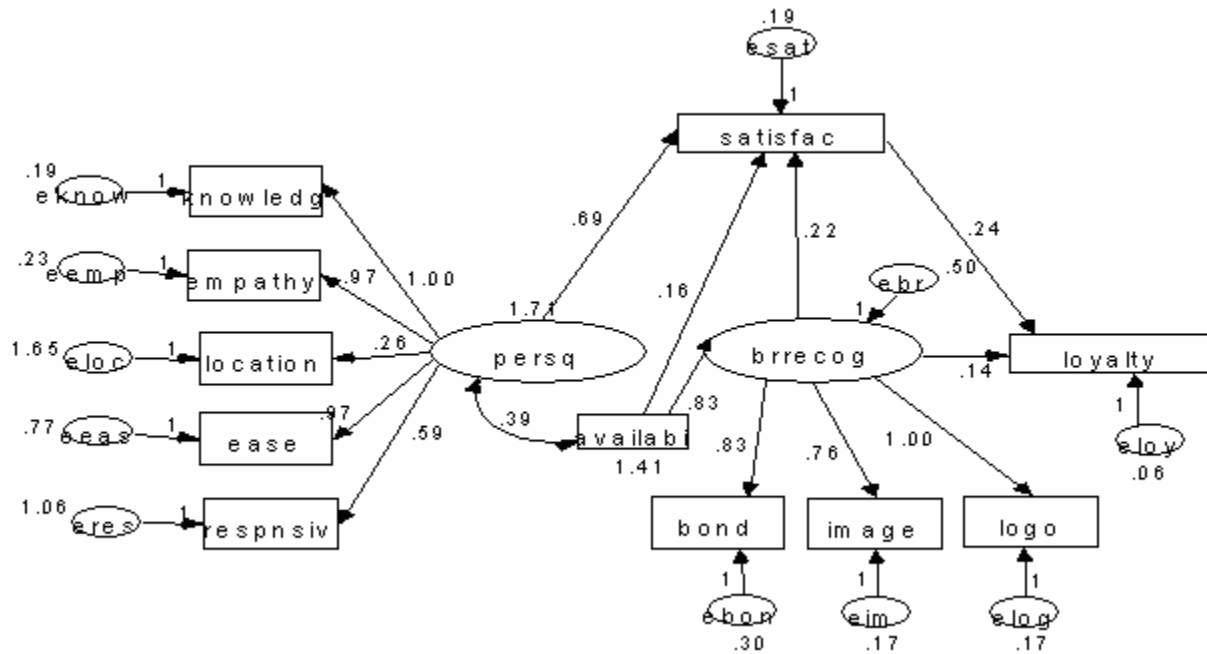 .19
esat
1
satisfac
.19
eknow
1
knowledg
.69
.22
.24
.23
eemp
1
empathy
.97
1.00
.16
.50
ebr
1.71
1
1.65
eloc
1
location
.26
persq
brrecog
loyalty
.14
.77
eeas
1
ease
.97
.59
.39
.83
availabi
1.41
.83
.76
1.00
1
eloy
.06
1.06
eres
1
respnsiv
bond
image
logo
1
1
1
ebon
eim
elog
.30
.17
.17